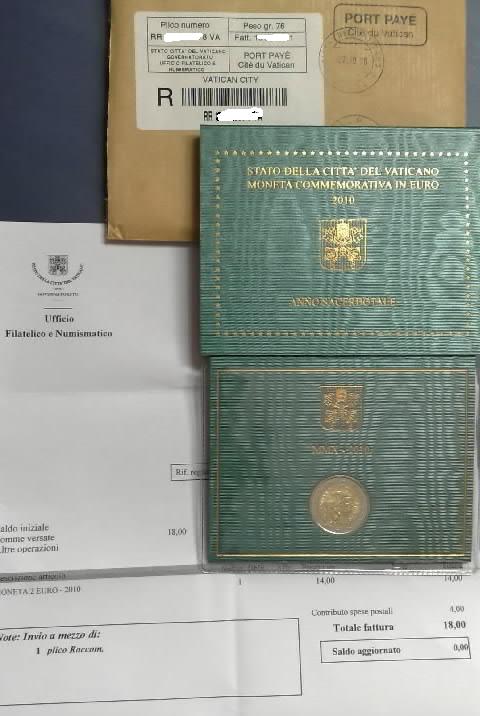 Plico numero
Peso gr. 76
RR
8 VA
Fatt.
STATO CITTA' DEL VATICANO
GOVERNATORATO
UFFICIO FILATELICO E
NUMISMATICO
PORT PAYÉ
Cité du Vatican
VATICAN CITY
R
RR
PORT PAYÉ
Cité du Vatican
STATO DELLA CITTA' DEL VATICANO
MONETA COMMEMORATIVA IN EURO
2010
ANNO SACERDOTALE
Ufficio
Filatelico e Numismatico
MMX - 2010
Rif.
aldo iniziale
omme versate
ltre operazioni
18,00
ONETA 2 EURO - 2010
1
14,00
14,00
Contributo spese postali
4,00
Totale fattura
18,00
Saldo aggiornato
0,00
Note: Invio a mezzo di:
1 plico Raccom.